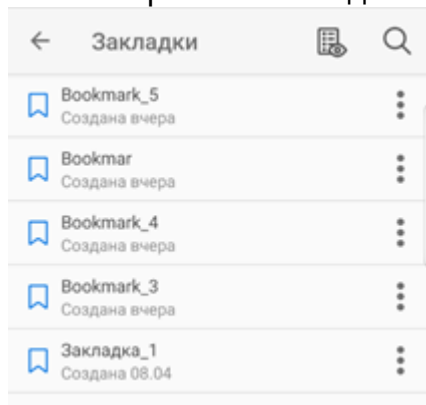 Закладки
Bookmark_5
Создана вчера
Bookmar
Создана вчера
Bookmark_4
Создана вчера
Bookmark_3
Создана вчера
Закладка_1
Создана 08.04